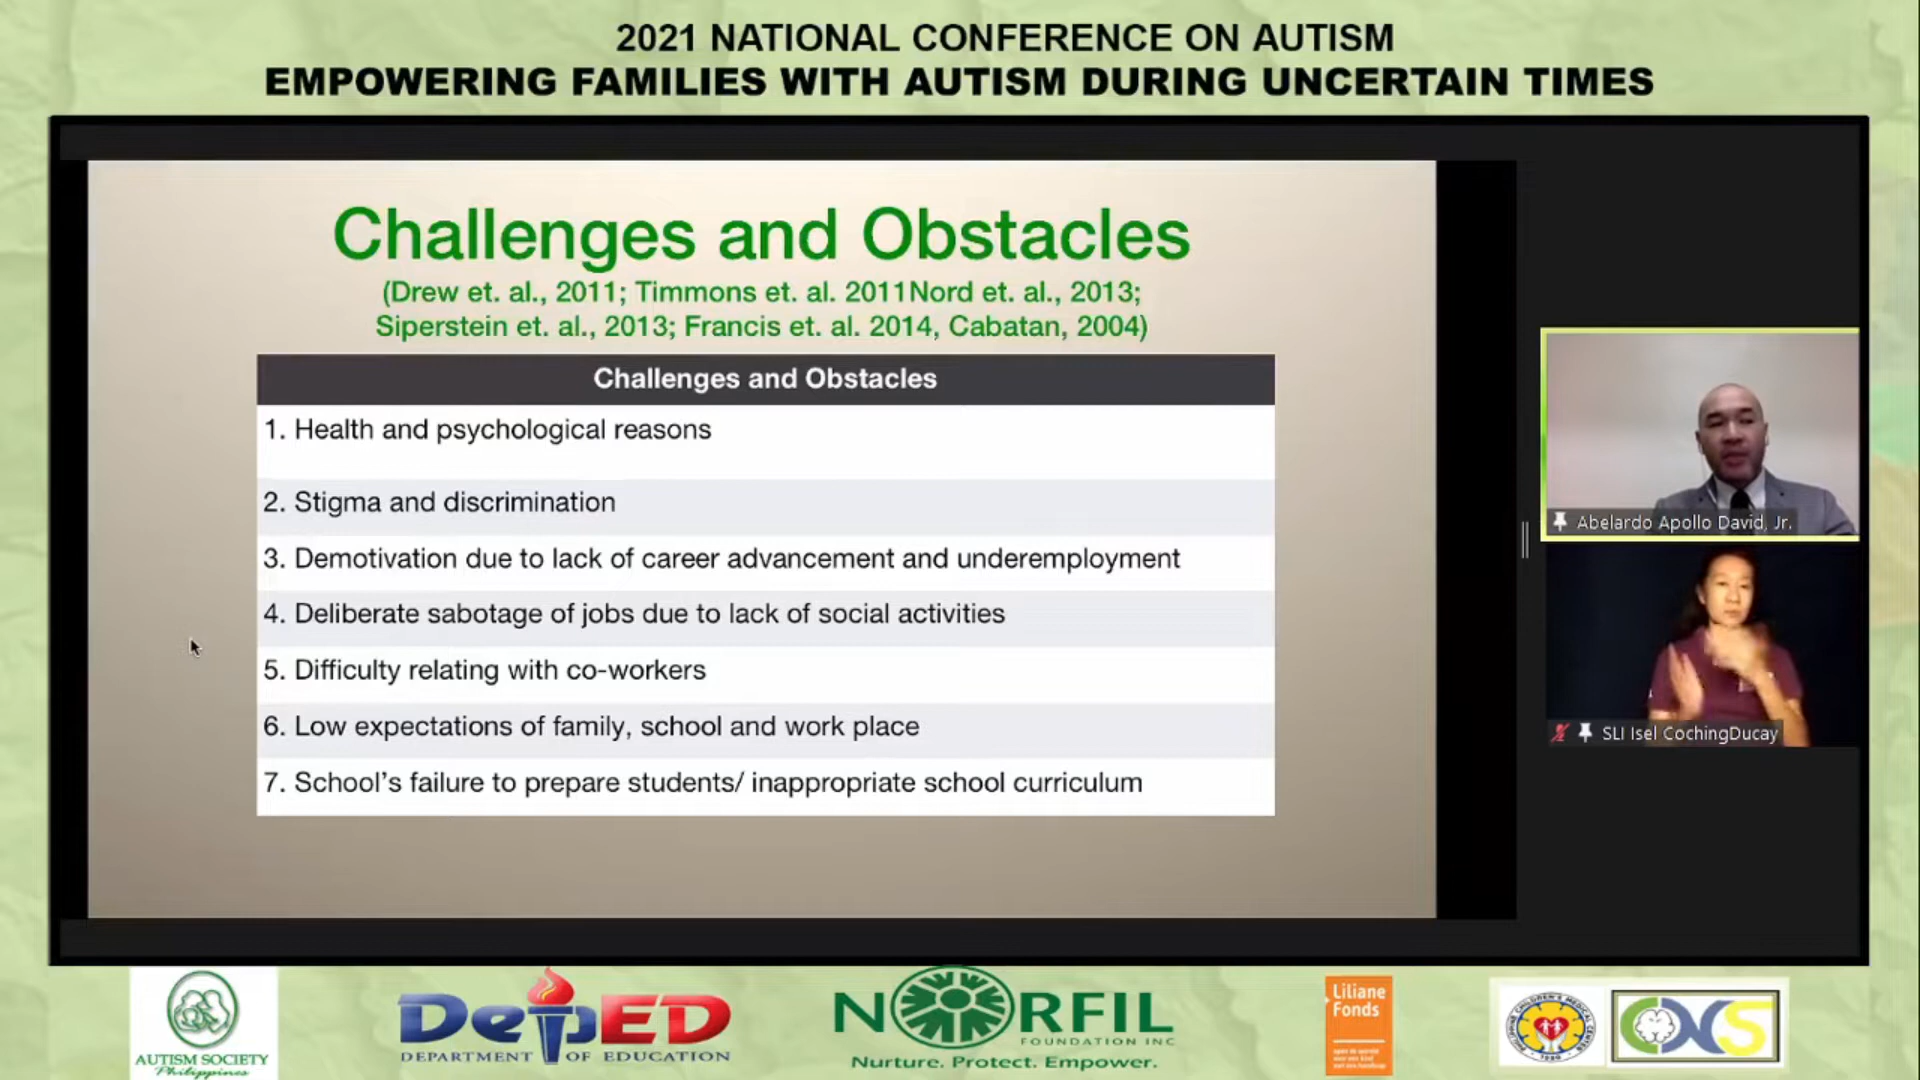 2021 NATIONAL CONFERENCE ON AUTISM
EMPOWERING FAMILIES WITH AUTISM DURING UNCERTAIN TIMES
Challenges and Obstacles
(Drew et. al., 2011; Timmons et. al. 2011Nord et. al., 2013;
Siperstein et. al., 2013; Francis et. al. 2014, Cabatan, 2004)
Challenges and Obstacles
1. Health and psychological reasons
2. Stigma and discrimination
3. Demotivation due to lack of career advancement and underemployment
4. Deliberate sabotage of jobs due to lack of social activities
5. Difficulty relating with co-workers
6. Low expectations of family, school and work place
7. School's failure to prepare students/ inappropriate school curriculum
Abelardo Apollo David, Jr.
SLI Isel CochingDucay
AUTISM SOCIETY
Philippines
DepED
DEPARTMENT OF EDUCATION
NORFIL
FOUNDATION INC
Nurture. Protect. Empower.
Liliane
Fonds
PHILIPPINE CHILDREN'S MEDICAL CENTER
1980
CNS